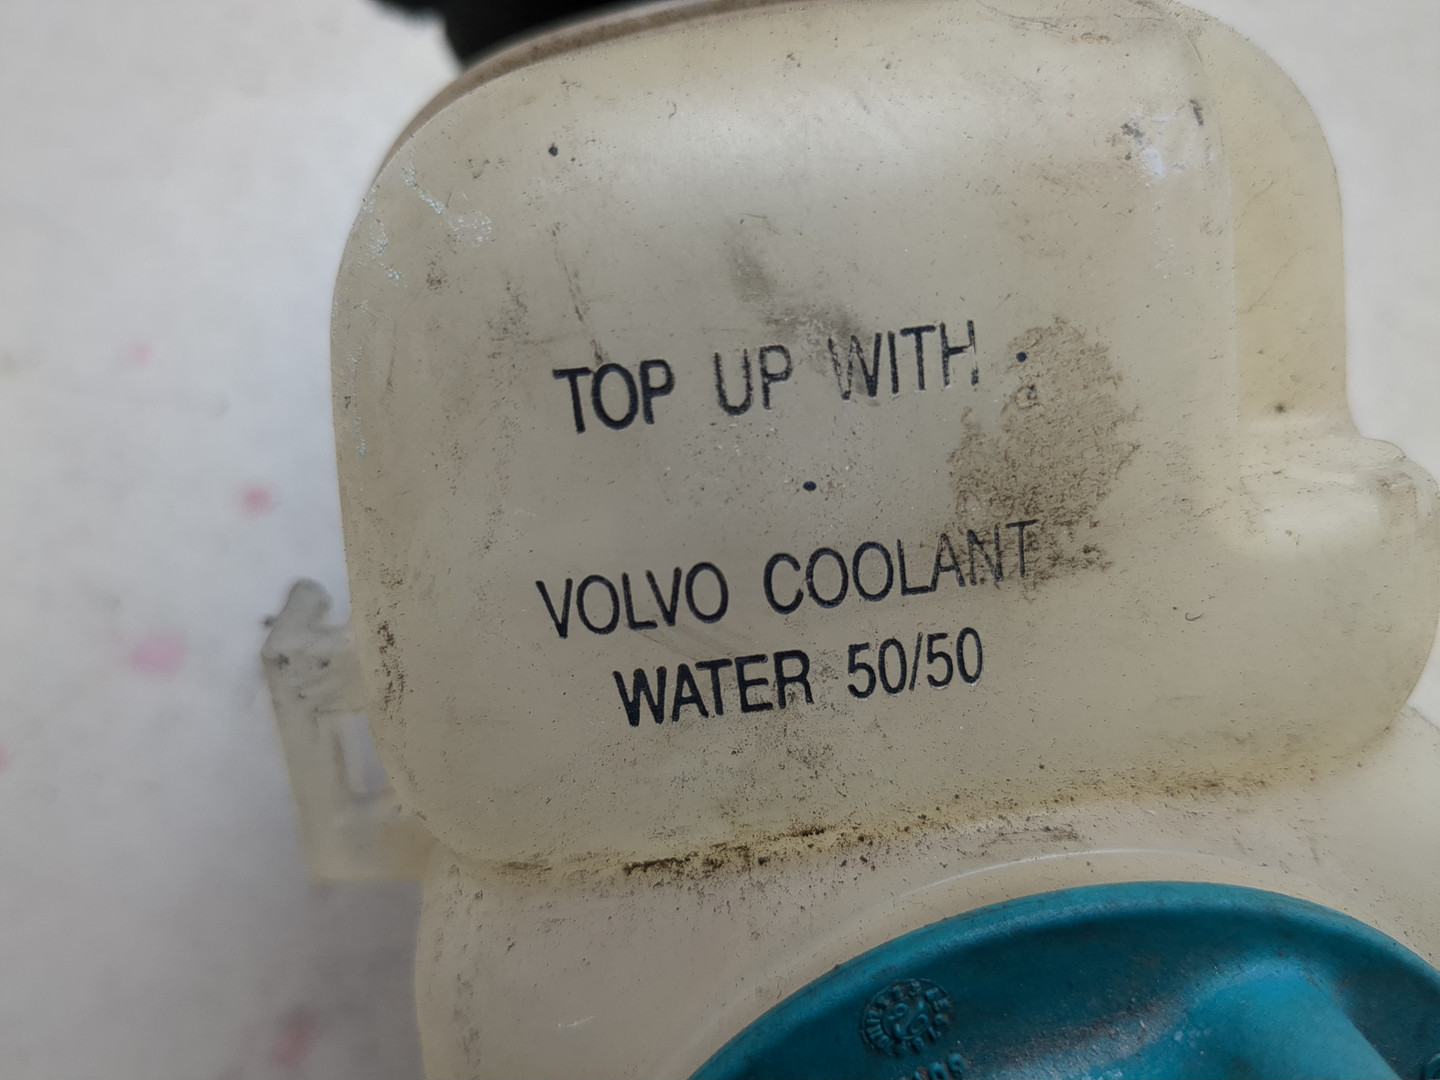 TOP UP WITH
VOLVO COOLANT
WATER 50/50